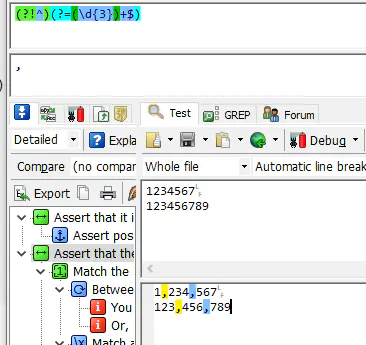 (?!^)(?=(\d{3})+$)
,
Test
GREP
Forum
Detailed
Expla
Debug
Compare (no compar
Whole file
Automatic line break
Export
1234567
123456789
Assert that it i
Assert pos
Assert that the
Match the
Betwee
You
Or,
Match a
1,234,567
123,456,789